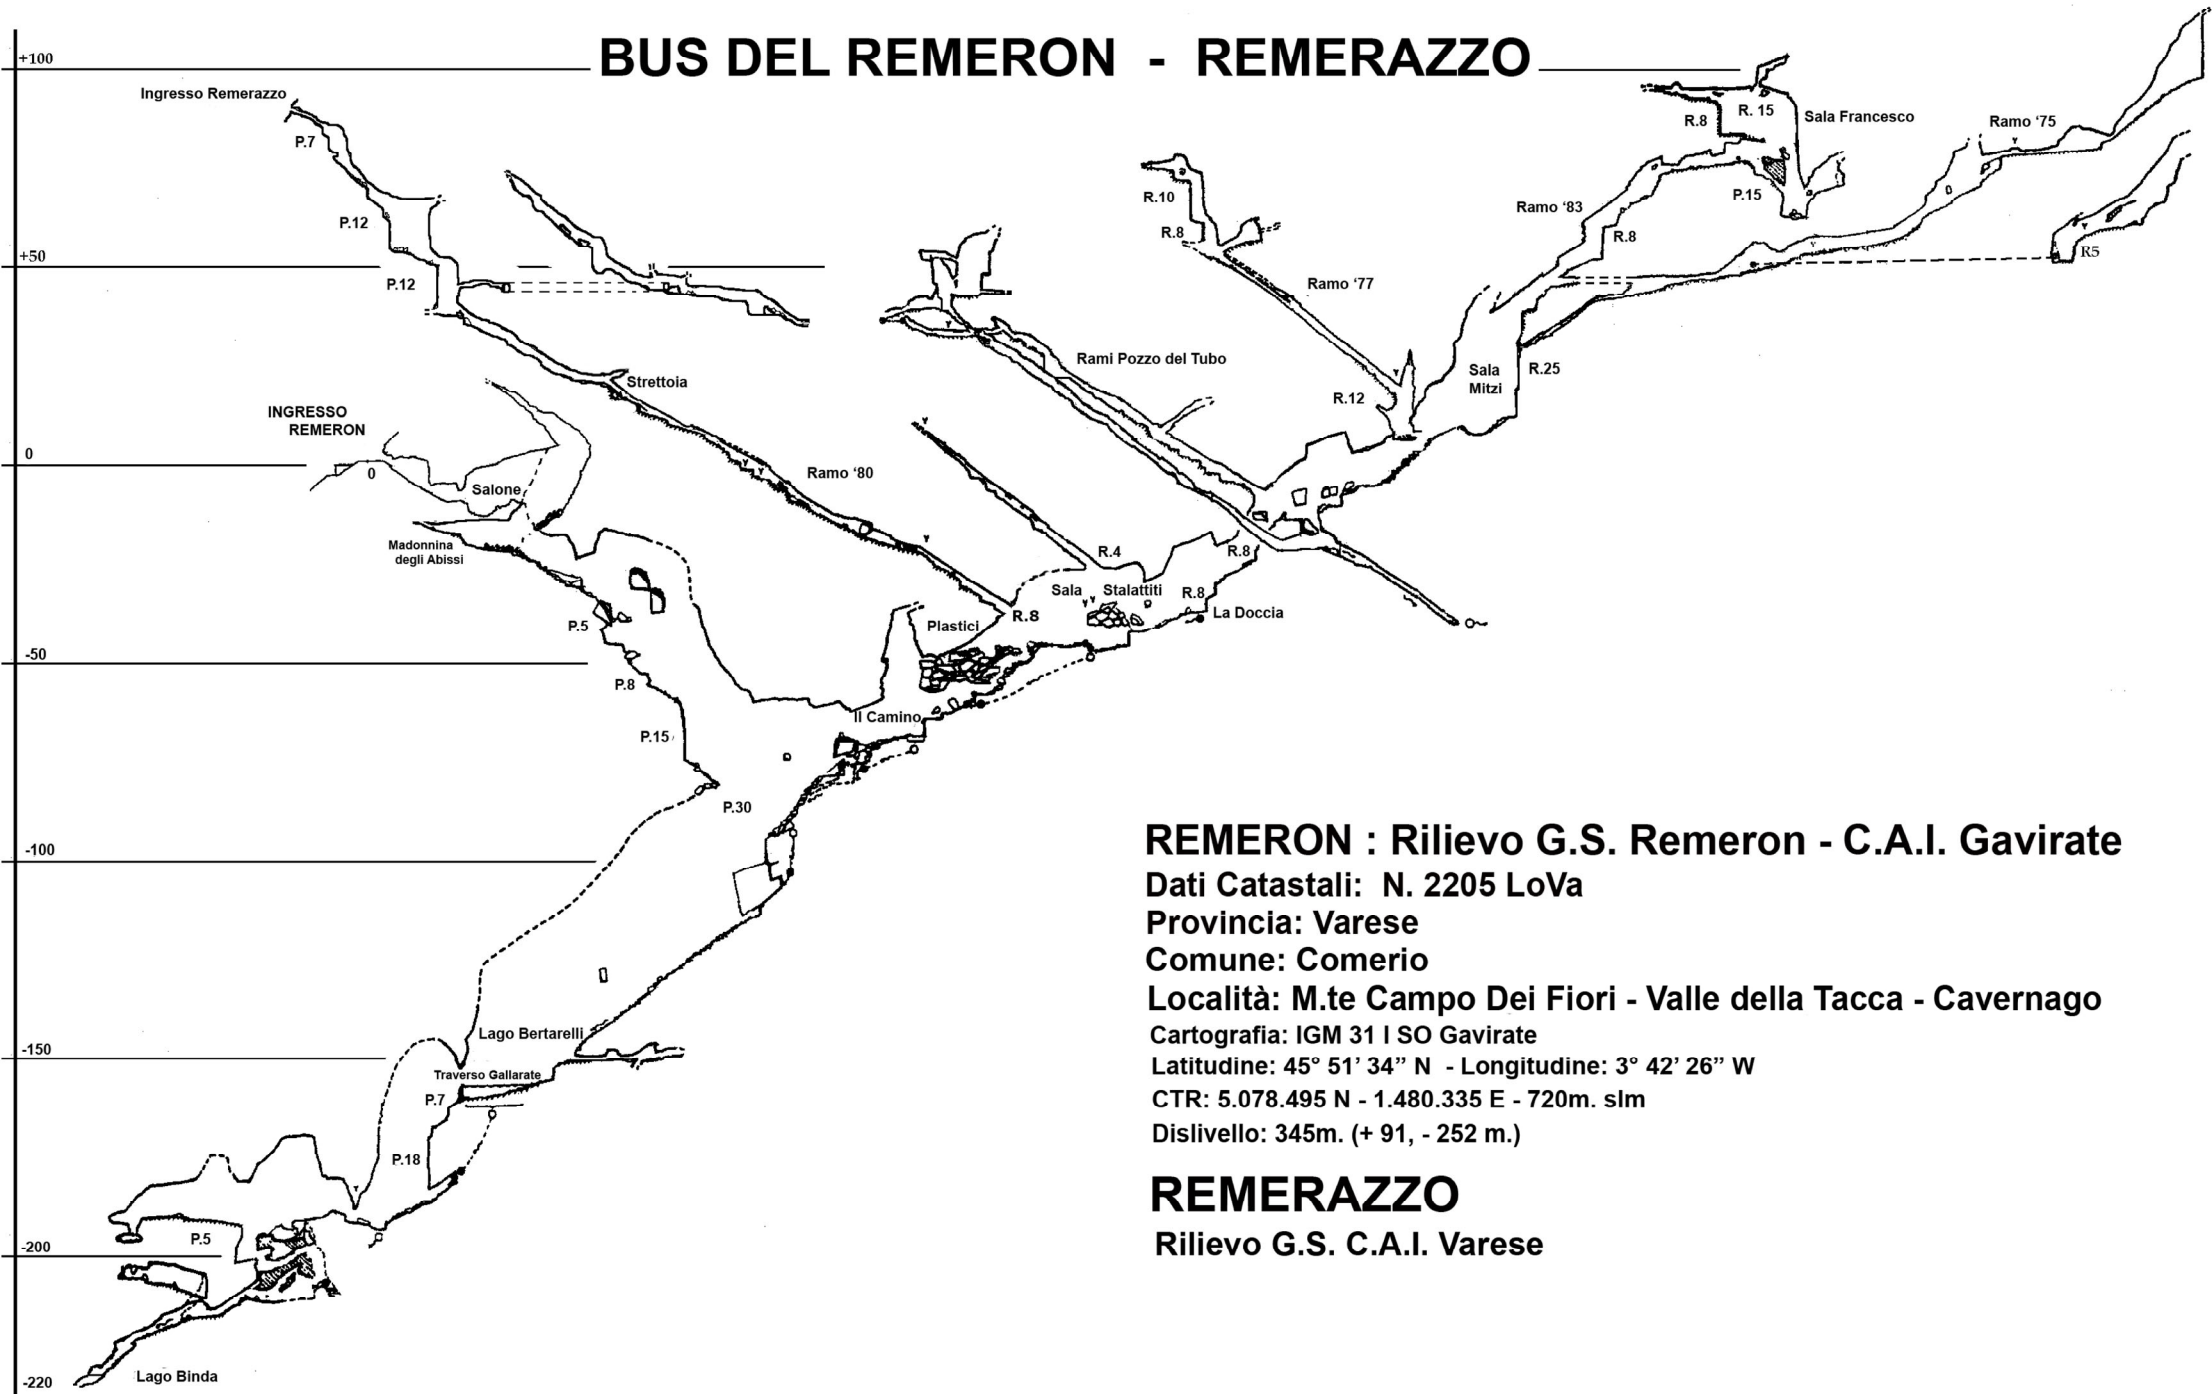 BUS DEL REMERON - REMERAZZO
+100
Ingresso Remerazzo
P.7
P.12
+50
P.12
R. 15
R.8
Sala Francesco
Ramo ‘75
P.15
R.10
R.8
Ramo ‘83
R.8
R5
Ramo ‘77
Rami Pozzo del Tubo
Sala
Mitzi
R.25
R.12
Strettoia
INGRESSO
REMERON
0
0
Salone
Ramo ‘80
Madonnina
degli Abissi
R.4
R.8
Sala Stalattiti
R.8
La Doccia
P.5
Plastici
R.8
-50
P.8
Il Camino
P.15
P.30
-100
Lago Bertarelli
-150
Traverso Gallarate
P.7
P.18
P.5
-200
Lago Binda
-220
REMERON : Rilievo G.S. Remeron - C.A.I. Gavirate
Dati Catastali: N. 2205 LoVa
Provincia: Varese
Comune: Comerio
Località: M.te Campo Dei Fiori - Valle della Tacca - Cavernago
Cartografia: IGM 31 I SO Gavirate
Latitudine: 45° 51’ 34” N - Longitudine: 3° 42’ 26” W
CTR: 5.078.495 N - 1.480.335 E - 720m. slm
Dislivello: 345m. (+ 91, - 252 m.)
REMERAZZO
Rilievo G.S. C.A.I. Varese